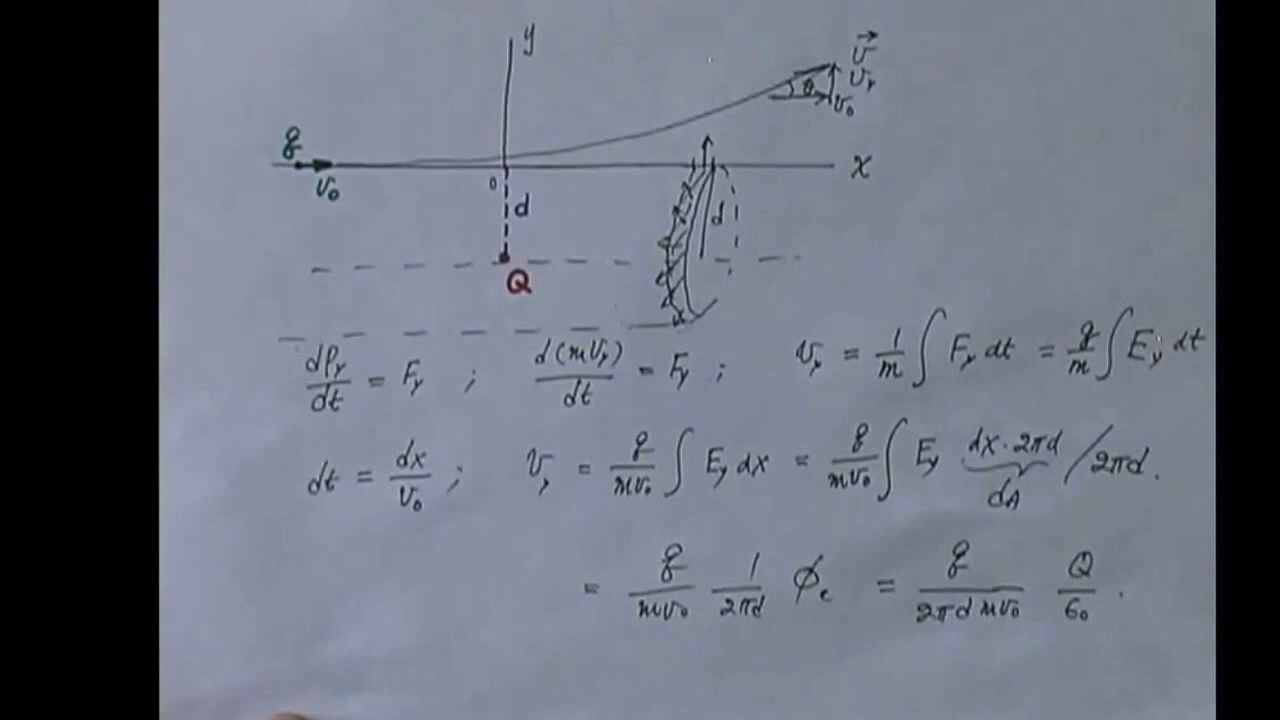 y
v⃗
v_y
θ
v₀
q
v₀
0
x
d
d
Q
dP_y/dt = F_y ; d(mv_y)/dt = F_y ; v_y = 1/m ∫ F_y dt = q/m ∫ E_y dt
dt = dx/v₀ ; v_y = q/mv₀ ∫ E_y dx = q/mv₀ ∫ E_y dx·2πd / 2πd.
dA
= q/mv₀ 1/2πd ϕ_e = q/2πd mv₀ Q/ϵ₀ .